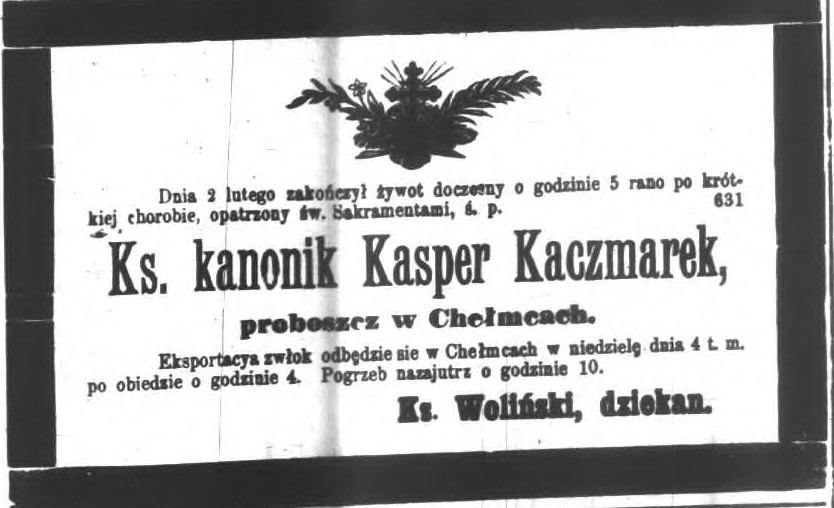 Dnia 2 lutego zakończył żywot doczesny o godzinie 5 rano po krót-
kiej chorobie, opatrzony św. Sakramentami, ś. p.
631
Ks. kanonik Kasper Kaczmarek,
proboszcz w Chełmcach.
Eksportacya zwłok odbędzie sie w Chełmcach w niedzielę dnia 4 t. m.
po obiedzie o godzinie 4. Pogrzeb nazajutrz o godzinie 10.
Ks. Woliński, dziekan.